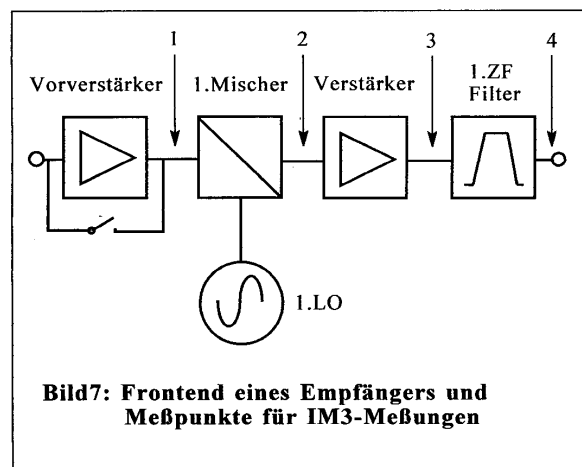 1 2 3 4
Vorverstärker 1.Mischer Verstärker 1.ZF
Filter
1.LO
Bild7: Frontend eines Empfängers und
Meßpunkte für IM3-Meßungen